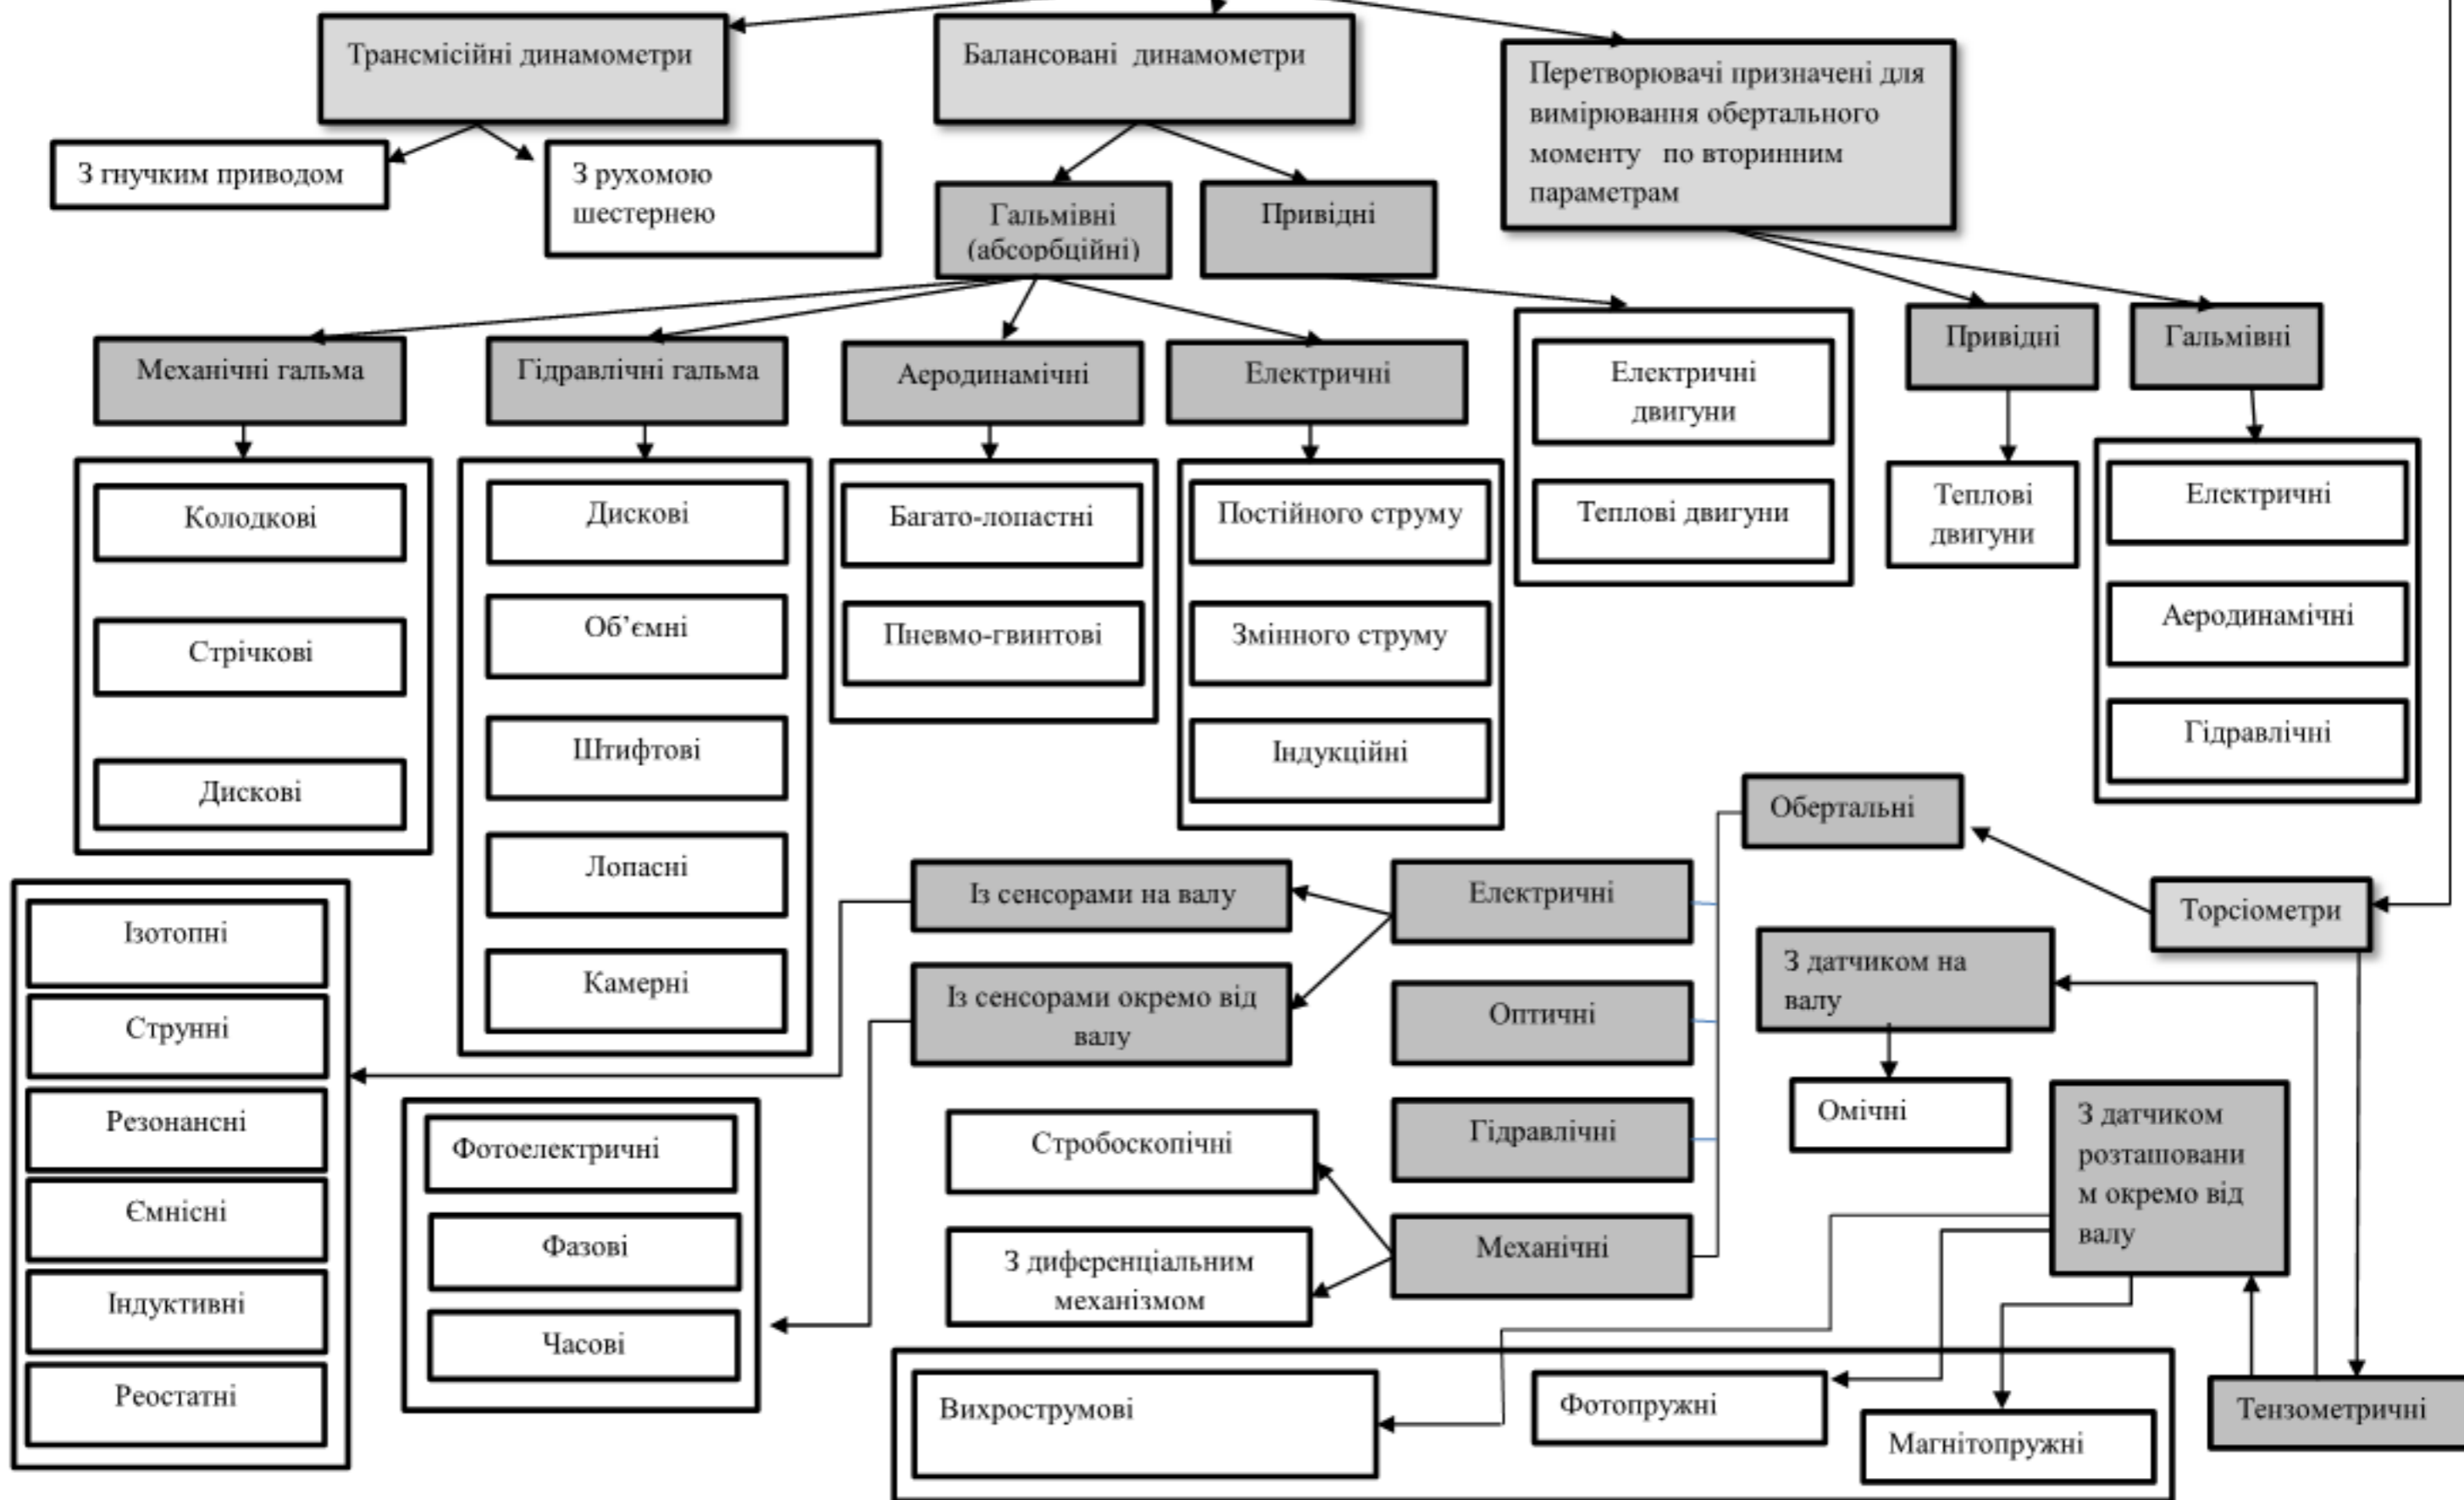 Трансмісійні динамометри
Балансовані динамометри
Перетворювачі призначені для
вимірювання обертального
моменту по вторинним
параметрам
З гнучким приводом
З рухомою
шестернею
Гальмівні
(абсорбційні)
Привідні
Механічні гальма
Гідравлічні гальма
Аеродинамічні
Електричні
Електричні
двигуни
Теплові двигуни
Привідні
Гальмівні
Теплові
двигуни
Електричні
Аеродинамічні
Гідравлічні
Колодкові
Стрічкові
Дискові
Дискові
Об’ємні
Штифтові
Лопасні
Камерні
Багато-лопастні
Пневмо-гвинтові
Постійного струму
Змінного струму
Індукційні
Обертальні
Торсіометри
Із сенсорами на валу
Із сенсорами окремо від
валу
Електричні
Оптичні
Гідравлічні
Механічні
З датчиком на
валу
Омічні
З датчиком
розташовани
м окремо від
валу
Ізотопні
Струнні
Резонансні
Ємнісні
Індуктивні
Реостатні
Фотоелектричні
Фазові
Часові
Стробоскопічні
З диференціальним
механізмом
Вихрострумові
Фотопружні
Магнітопружні
Тензометричні